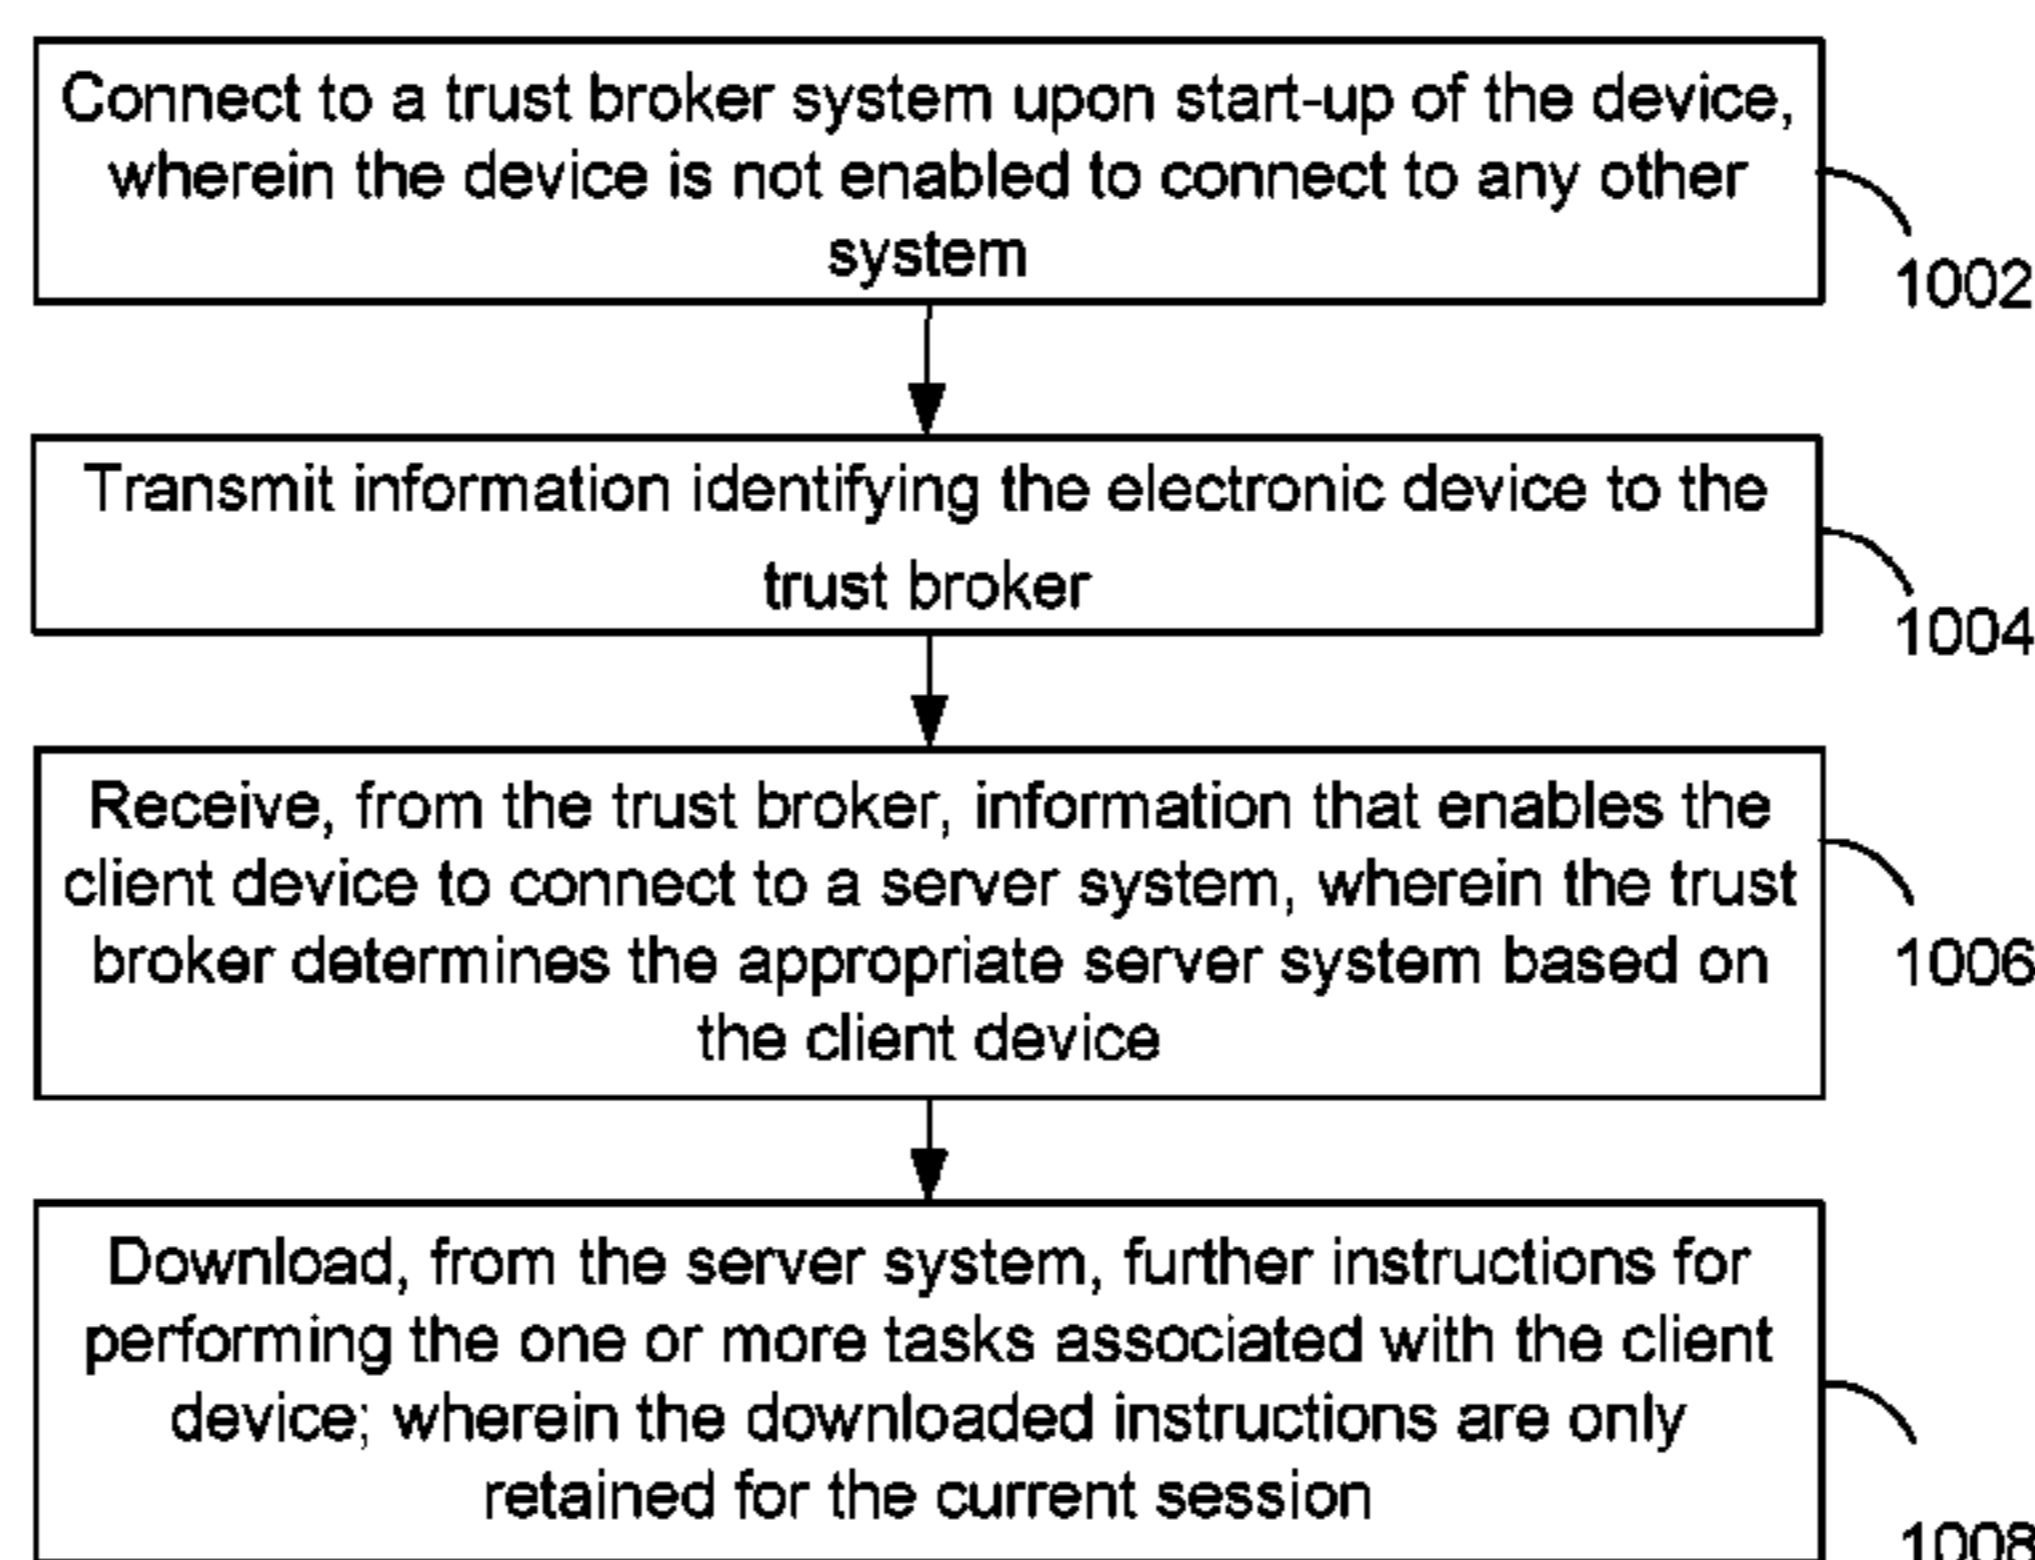 Connect to a trust broker system upon start-up of the device,
wherein the device is not enabled to connect to any other
system
1002
Transmit information identifying the electronic device to the
trust broker
1004
Receive, from the trust broker, information that enables the
client device to connect to a server system, wherein the trust
broker determines the appropriate server system based on
the client device
1006
Download, from the server system, further instructions for
performing the one or more tasks associated with the client
device; wherein the downloaded instructions are only
retained for the current session
1008